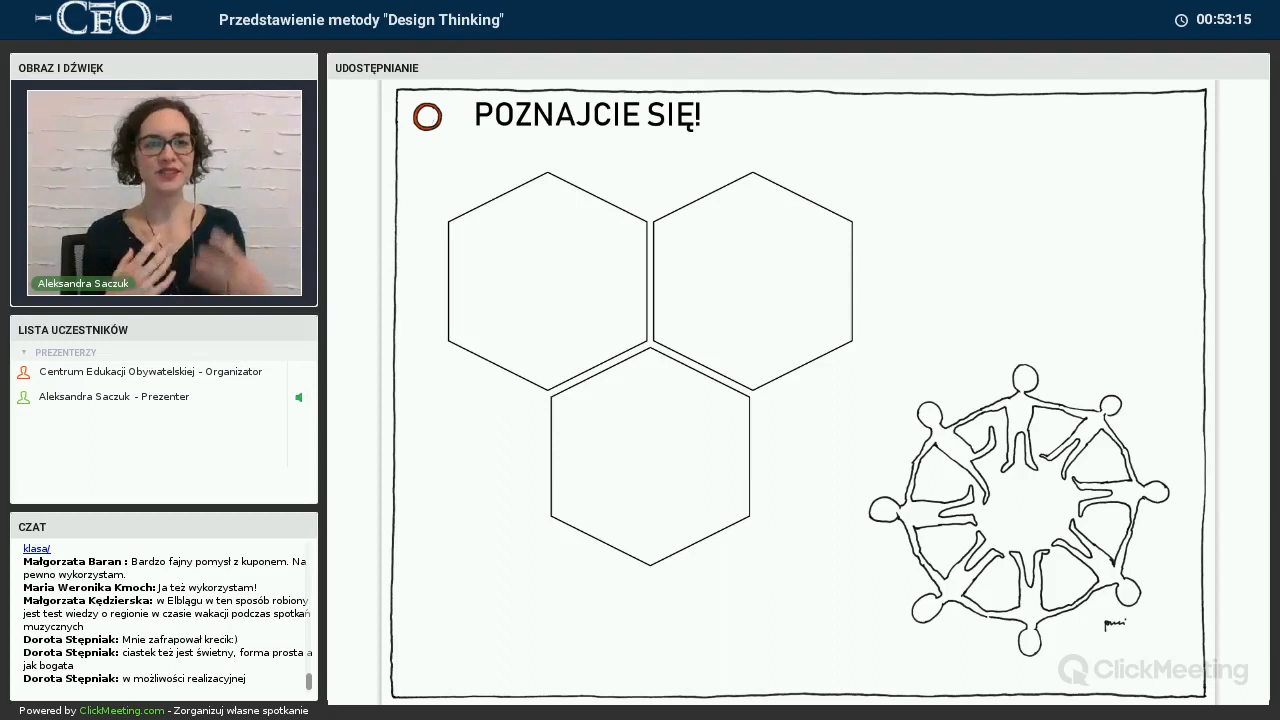 CEO
Przedstawienie metody "Design Thinking"
00:53:15
OBRAZ I DŹWIĘK
Aleksandra Saczuk
LISTA UCZESTNIKÓW
PREZENTERZY
Centrum Edukacji Obywatelskiej - Organizator
Aleksandra Saczuk - Prezenter
CZAT
klasa/
Małgorzata Baran : Bardzo fajny pomysł z kuponem. Na
pewno wykorzystam.
Maria Weronika Kmoch: Ja też wykorzystam!
Małgorzata Kędzierska: w Elblągu w ten sposób robiony
jest test wiedzy o regionie w czasie wakacji podczas spotkań
muzycznych
Dorota Stępniak: Mnie zafrapował krecik:)
Dorota Stępniak: ciastek też jest świetny, forma prosta a
jak bogata
Dorota Stępniak: w możliwości realizacyjnej
Powered by ClickMeeting.com - Zorganizuj własne spotkanie
UDOSTĘPNIANIE
POZNAJCIE SIĘ!
ClickMeeting